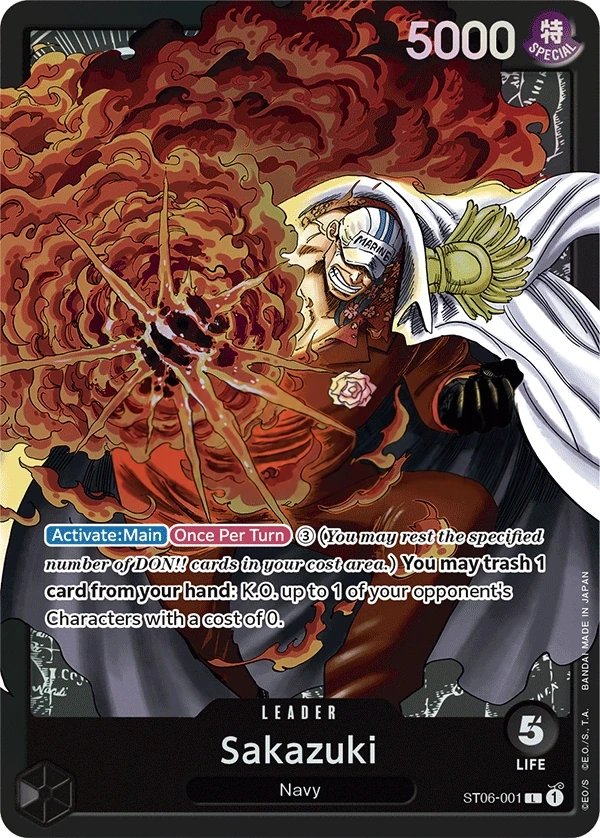 5000 特
SPECIAL
MARINE
Activate:Main Once Per Turn ③ (You may rest the specified
number of DON!! cards in your cost area.) You may trash 1
card from your hand: K.O. up to 1 of your opponent's
Characters with a cost of 0.
LEADER
Sakazuki
Navy
5
LIFE
ST06-001 L 1
©E.O/S ©E.O./S., T.A. BANDAI MADE IN JAPAN